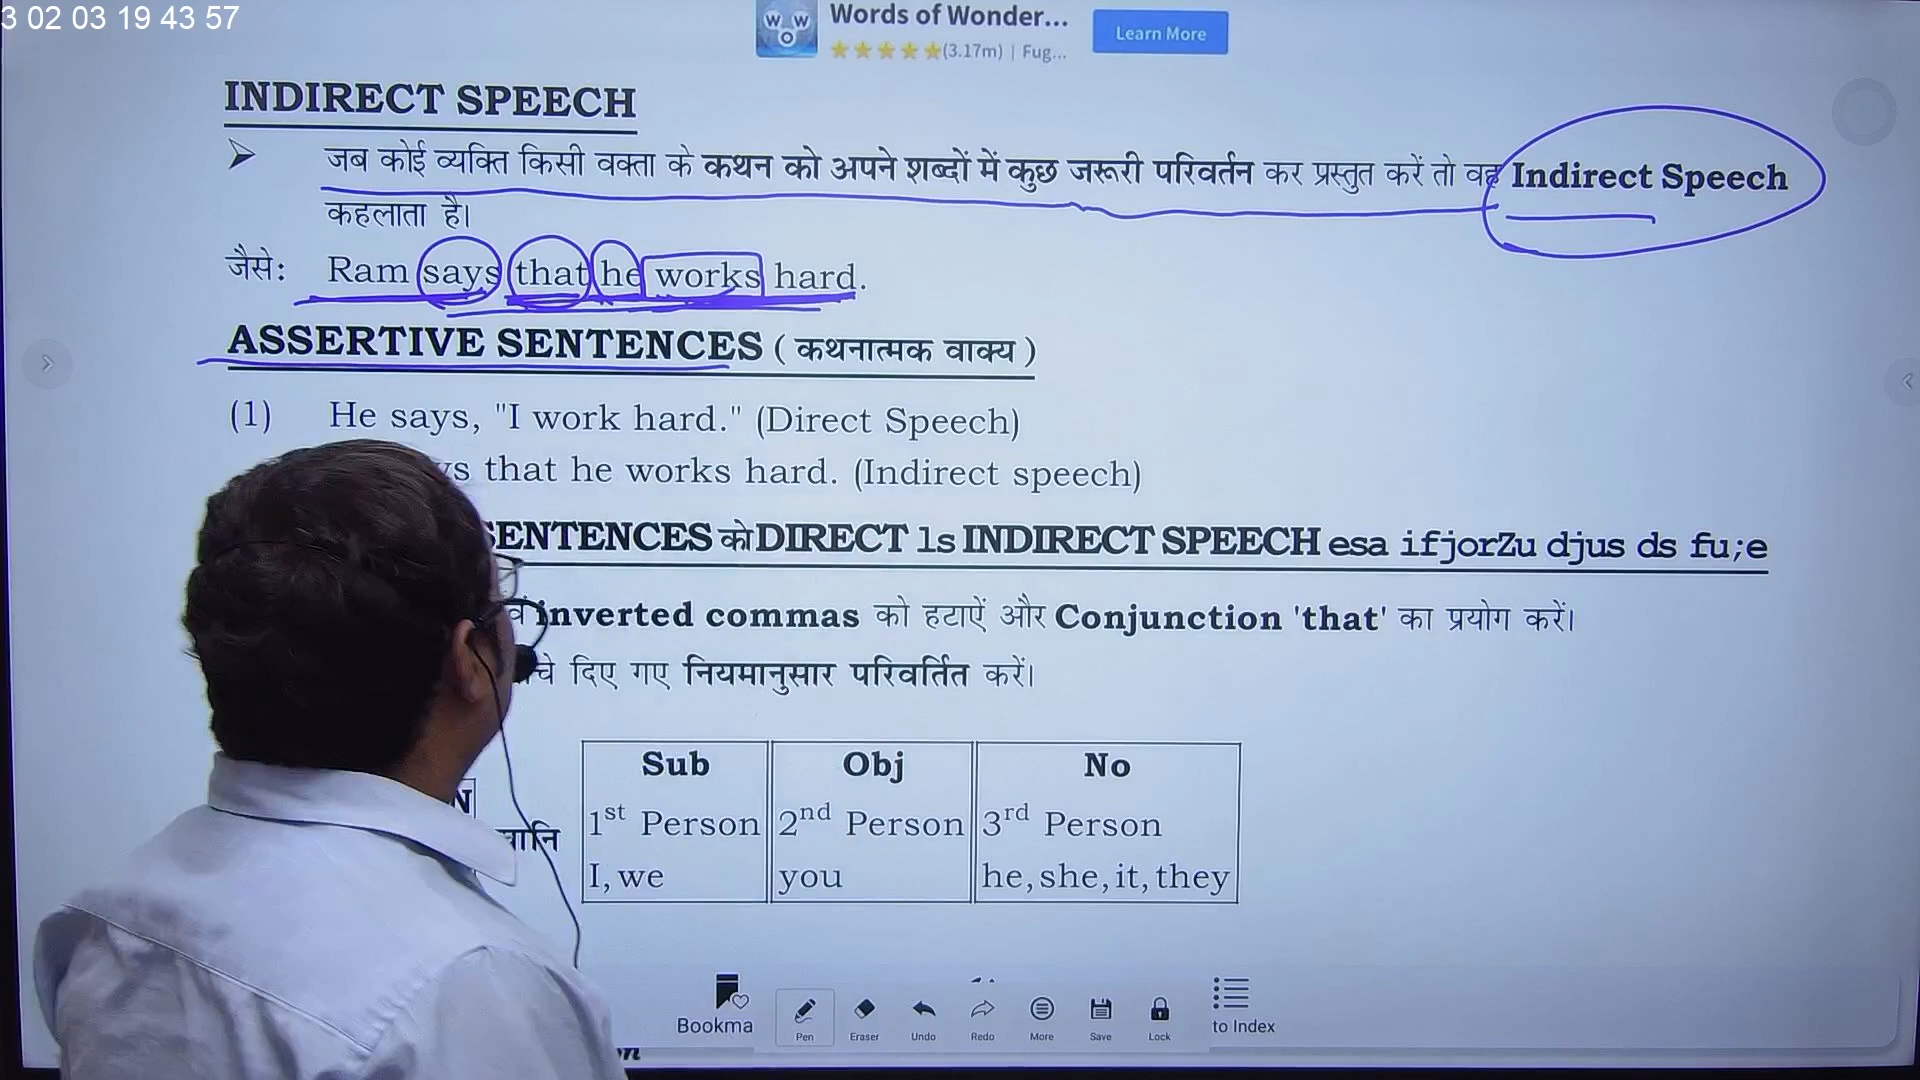 3 02 03 19 43 57
Words of Wonder...
(3.17m) | Fug...
Learn More
INDIRECT SPEECH
जब कोई व्यक्ति किसी वक्ता के कथन को अपने शब्दों में कुछ जरूरी परिवर्तन कर प्रस्तुत करें तो वह Indirect Speech
कहलाता है।
जैसे: Ram says that he works hard.
ASSERTIVE SENTENCES ( कथनात्मक वाक्य )
(1) He says, "I work hard." (Direct Speech)
that he works hard. (Indirect speech)
SENTENCES को DIRECT ls INDIRECT SPEECH esa ifjorZu djus ds fu;e
inverted commas को हटाऐं और Conjunction 'that' का प्रयोग करें।
दिए गए नियमानुसार परिवर्तित करें।
Sub Obj No
1st Person 2nd Person 3rd Person
I, we you he, she, it, they
Bookma Pen Eraser Undo Redo More Save Lock to Index